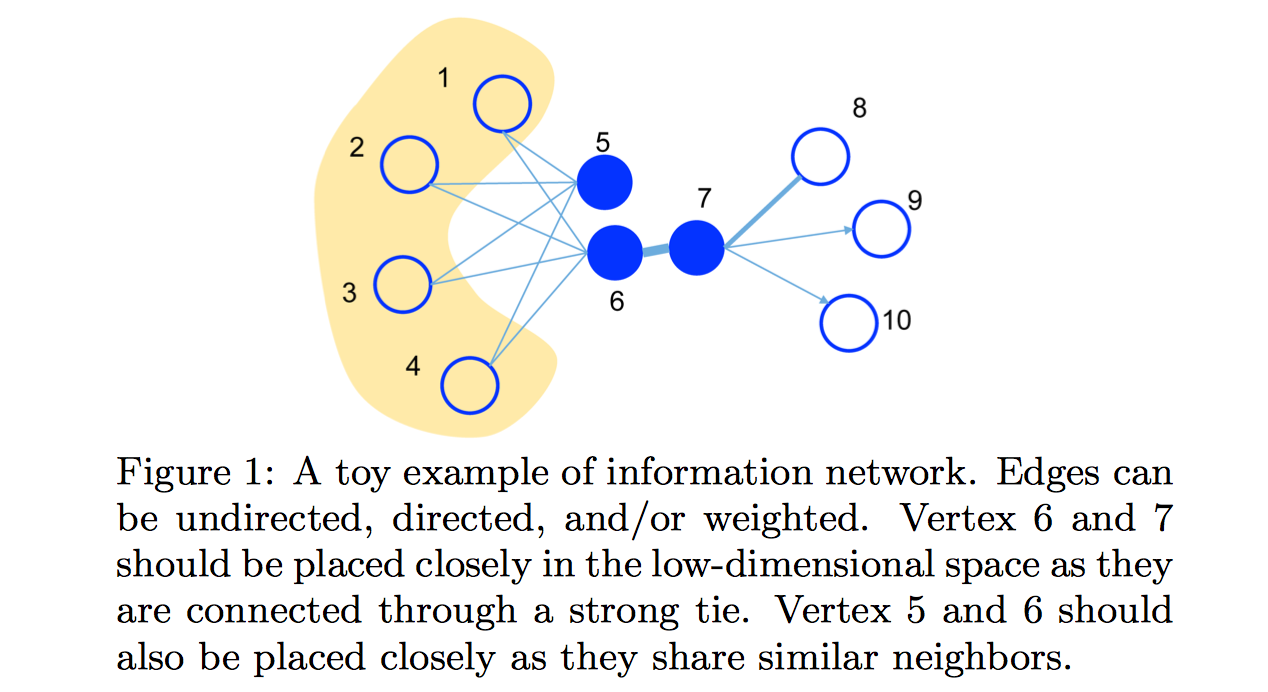 1
2
3
4
5
6
7
8
9
10
Figure 1: A toy example of information network. Edges can
be undirected, directed, and/or weighted. Vertex 6 and 7
should be placed closely in the low-dimensional space as they
are connected through a strong tie. Vertex 5 and 6 should
also be placed closely as they share similar neighbors.